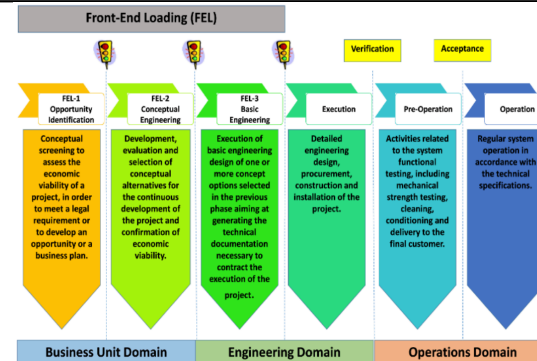 Front-End Loading (FEL)
Verification
Acceptance
FEL-1
Opportunity
Identification
FEL-2
Conceptual
Engineering
FEL-3
Basic
Engineering
Execution
Pre-Operation
Operation
Conceptual
screening to
assess the
economic
viability of a
project, in order
to meet a legal
requirement or
to develop an
opportunity or a
business plan.
Development,
evaluation and
selection of
conceptual
alternatives for
the continuous
development of
the project and
confirmation of
economic
viability.
Execution of
basic engineering
design of one or
more concept
options selected
in the previous
phase aiming at
generating the
technical
documentation
necessary to
contract the
execution of the
project.
Detailed
engineering
design,
procurement,
construction and
installation of the
project.
Activities related
to the system
functional
testing, including
mechanical
strength testing,
cleaning,
conditioning and
delivery to the
final customer.
Regular system
operation in
accordance with
the technical
specifications.
Business Unit Domain
Engineering Domain
Operations Domain